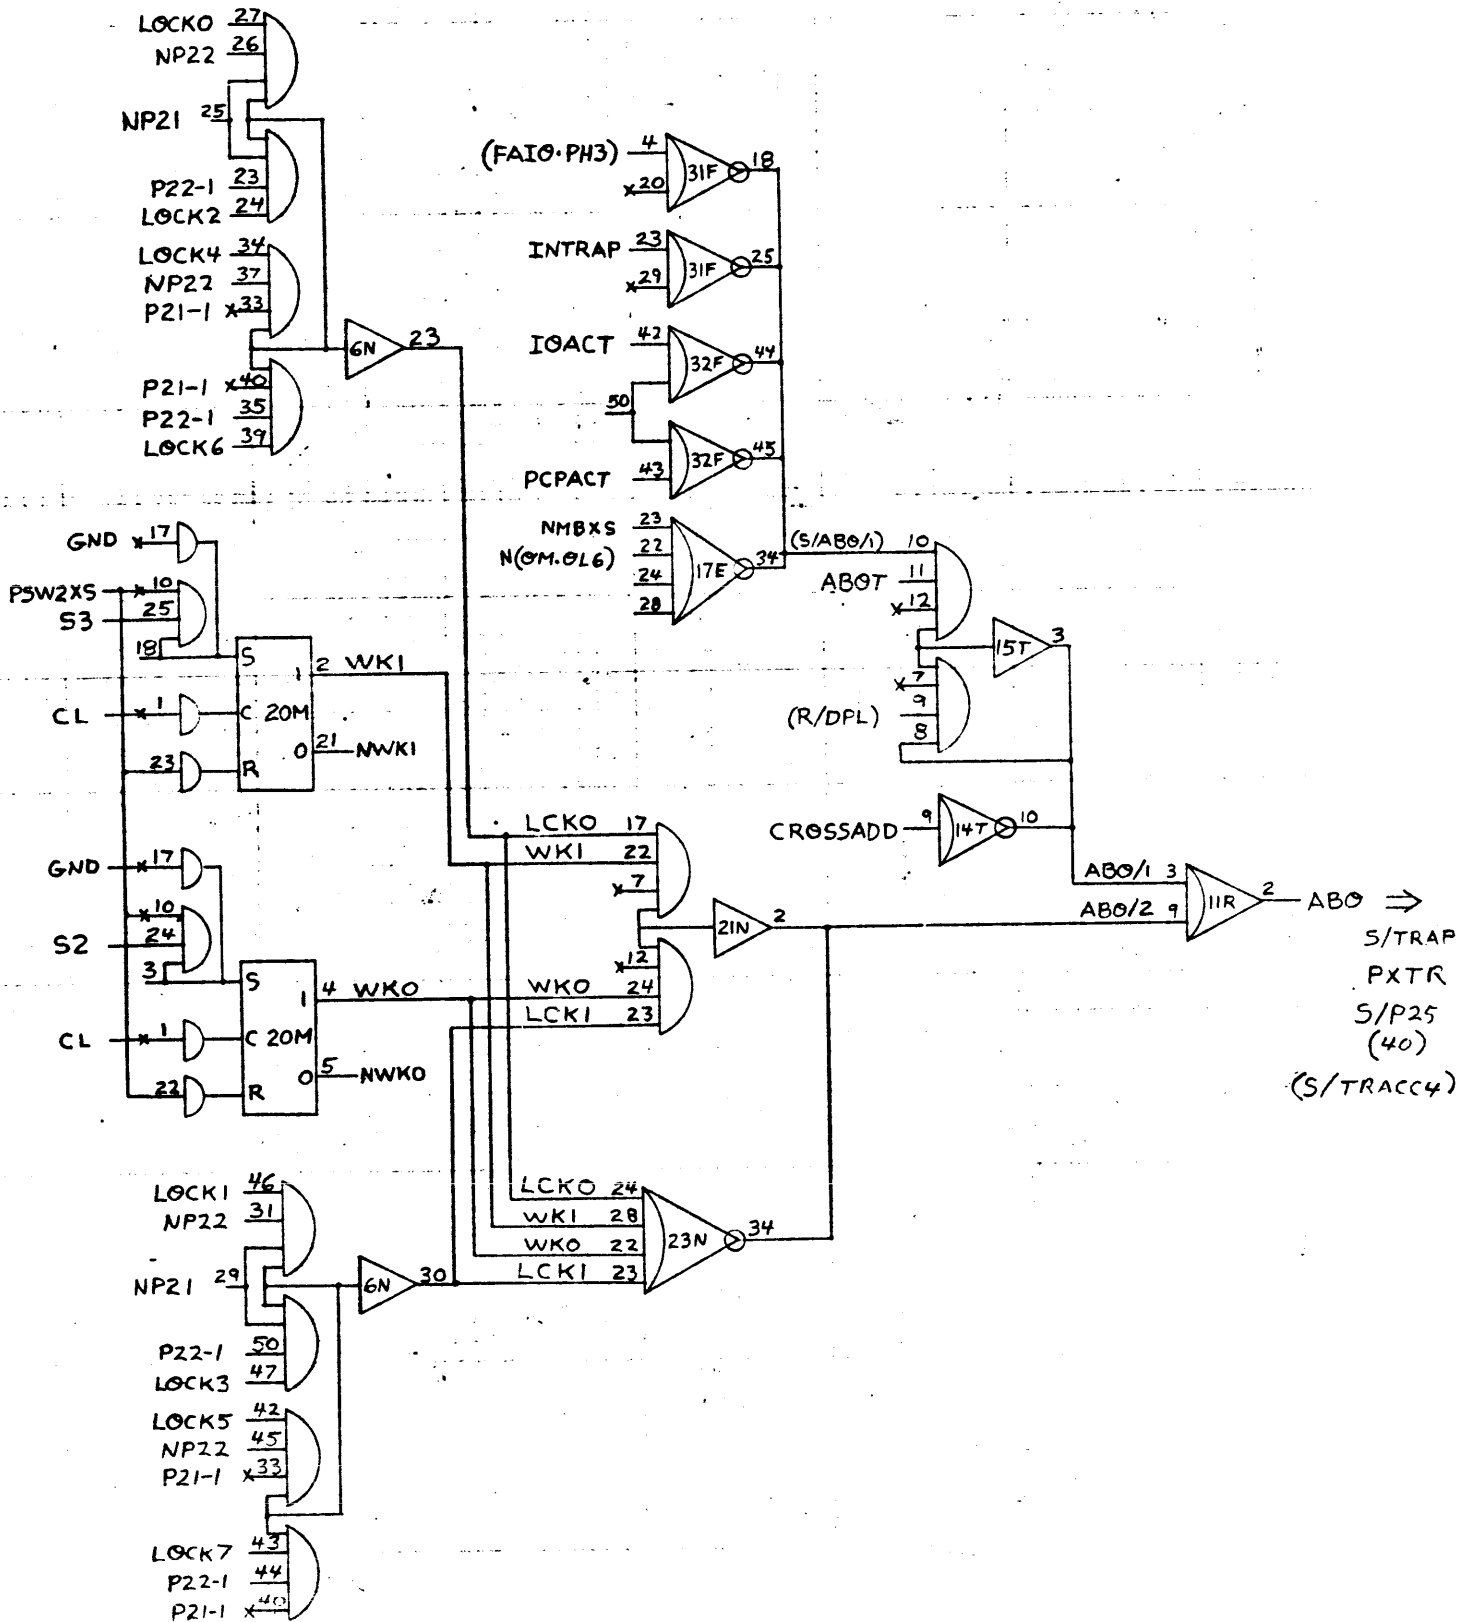 LOCK0 27
NP22 26
NP21 25
P22-1 23
LOCK2 24
LOCK4 34
NP22 37
P21-1 x33
6N 23
P21-1 x40
P22-1 35
LOCK6 39
(FAIO·PH3) 4 31F 18
x20
INTRAP 23 31F 25
x29
IOACT 42 32F 44
50
PCPACT 43 32F 45
NMBXS 23
N(OM.OL6) 22 17E 34
24
28
(S/ABO/1) 10
ABOT 11
x12
15T 3
x7
(R/DPL) 9
8
CROSSADD 9 14T 10
GND x17
PSW2XS x10
S3 25
18 S
1 2 WK1
CL x1 C 20M
0 21 NWK1
23 R
GND x17
x10
S2 24
3 S
1 4 WK0
CL x1 C 20M
0 5 NWK0
22 R
LCK0 17
WK1 22
x7
21N 2
x12
WK0 24
LCK1 23
ABO/1 3
ABO/2 9
11R 2 ABO ⇒
S/TRAP
PXTR
S/P25
(40)
(S/TRACC4)
LCK0 24
WK1 28
WK0 22
LCK1 23
23N 34
LOCK1 46
NP22 31
NP21 29
6N 30
P22-1 50
LOCK3 47
LOCK5 42
NP22 45
P21-1 x33
LOCK7 43
P22-1 44
P21-1 x40